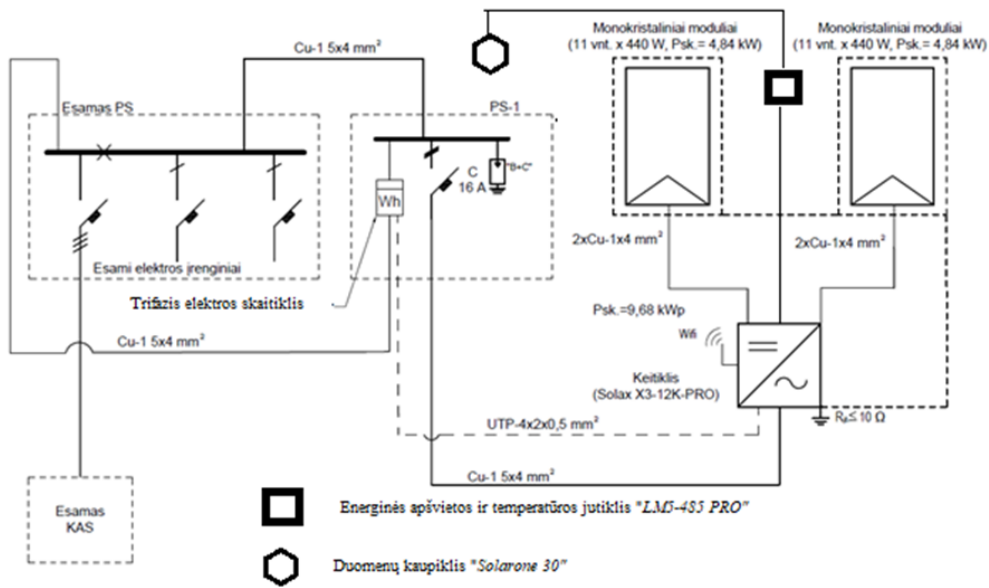 Monokristaliniai moduliai
(11 vnt. x 440 W, Psk.= 4,84 kW)
Monokristaliniai moduliai
(11 vnt. x 440 W, Psk.= 4,84 kW)
Cu-1 5x4 mm²
Esamas PS
PS-1
C
16 A
"B+C"
Wh
Esami elektros įrenginiai
Trifazis elektros skaitiklis
2xCu-1x4 mm²
2xCu-1x4 mm²
Psk.=9,68 kWp
Wifi
Cu-1 5x4 mm²
Keitiklis
(Solax X3-12K-PRO)
UTP-4x2x0,5 mm²
Rį≤10 Ω
Cu-1 5x4 mm²
Esamas
KAS
Energinės apšvietos ir temperatūros jutiklis "LM5-485 PRO"
Duomenų kaupiklis "Solarone 30"